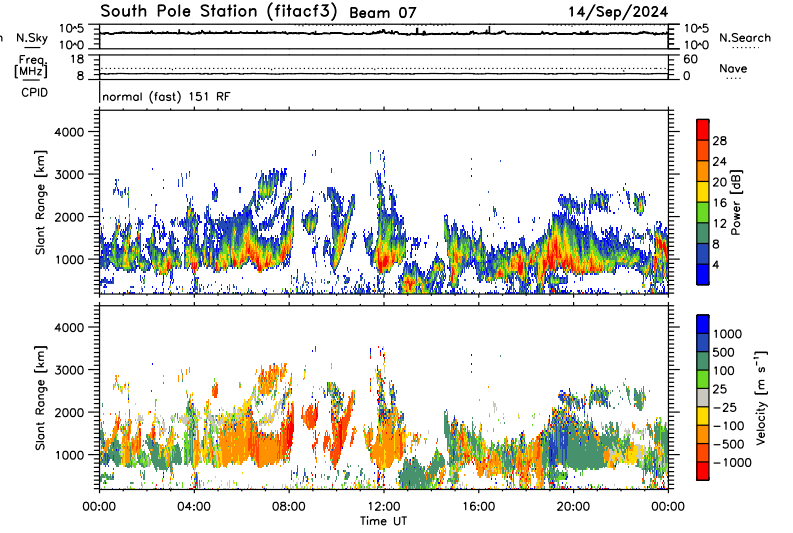 South Pole Station (fitacf3) Beam 07 14/Sep/2024
N.Sky 10^5 10^0 10^5 10^0 N.Search
Freq. [MHz] 18 8 60 0 Nave
CPID normal (fast) 151 RF
Slant Range [km]
4000
3000
2000
1000
Power [dB]
28
24
20
16
12
8
4
Slant Range [km]
4000
3000
2000
1000
Velocity [m s⁻¹]
1000
500
100
25
-25
-100
-500
-1000
00:00 04:00 08:00 12:00 16:00 20:00 00:00
Time UT